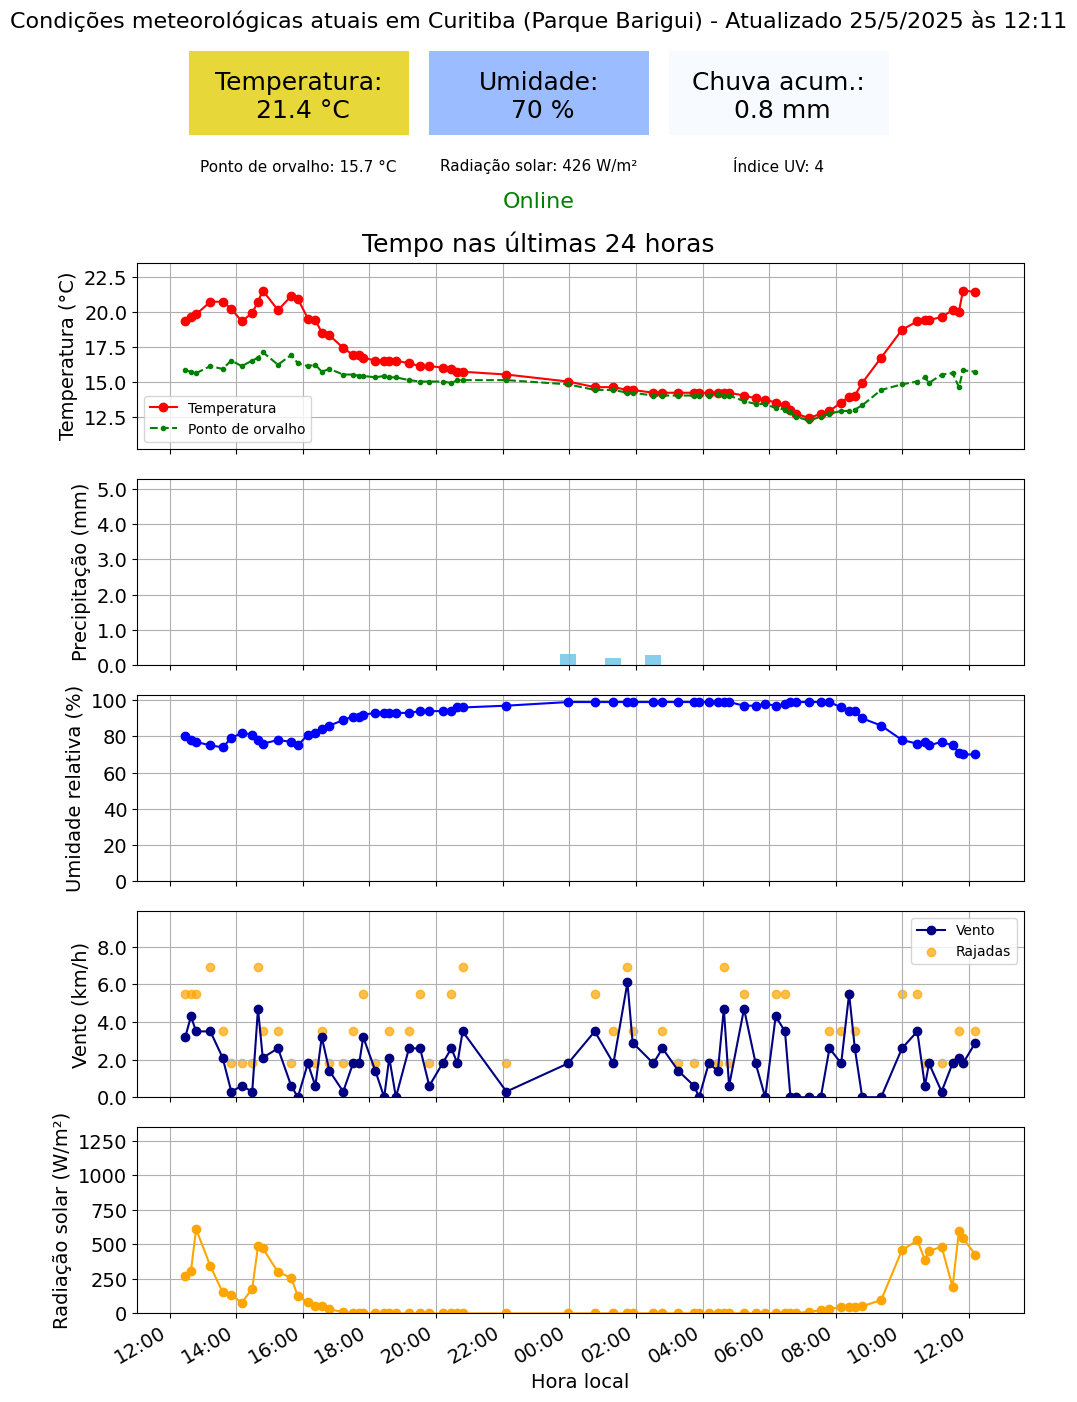 Condições meteorológicas atuais em Curitiba (Parque Barigui) - Atualizado 25/5/2025 às 12:11
Temperatura:
21.4 °C
Umidade:
70 %
Chuva acum.:
0.8 mm
Ponto de orvalho: 15.7 °C
Radiação solar: 426 W/m²
Índice UV: 4
Online
Tempo nas últimas 24 horas
Temperatura (°C)
22.5
20.0
17.5
15.0
12.5
Temperatura
Ponto de orvalho
Precipitação (mm)
5.0
4.0
3.0
2.0
1.0
0.0
Umidade relativa (%)
100
80
60
40
20
0
Vento (km/h)
8.0
6.0
4.0
2.0
0.0
Vento
Rajadas
Radiação solar (W/m²)
1250
1000
750
500
250
0
12:00
14:00
16:00
18:00
20:00
22:00
00:00
02:00
04:00
06:00
08:00
10:00
12:00
Hora local